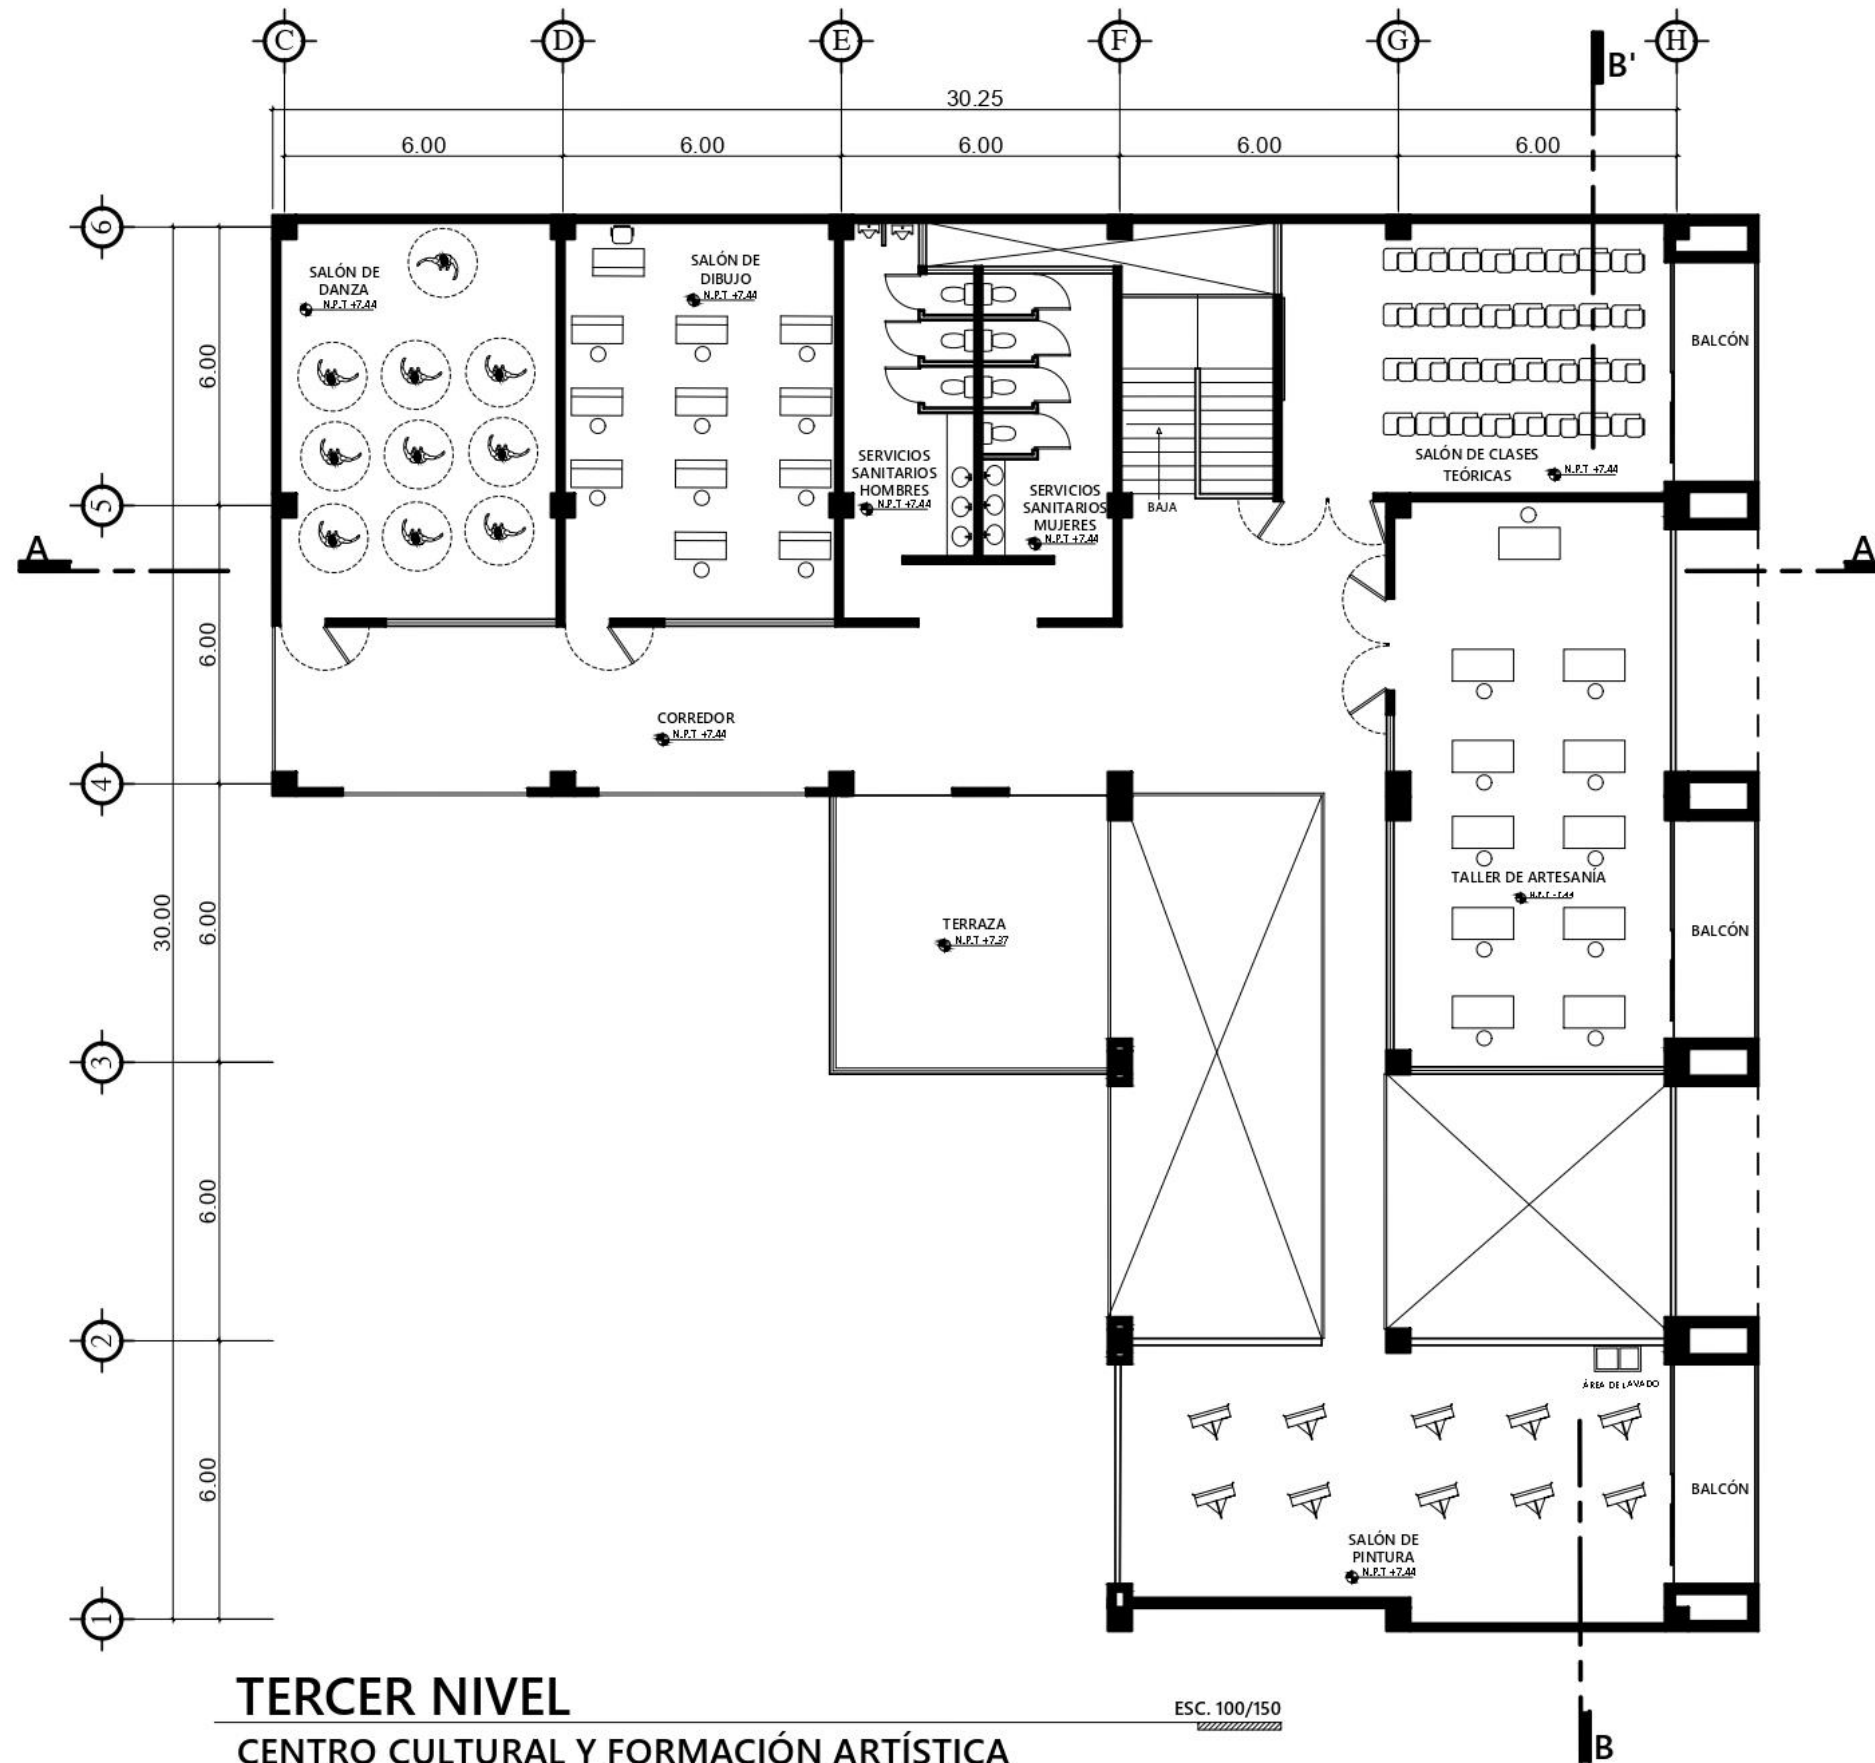 C
D
E
F
G
H
B'
30.25
6.00
6.00
6.00
6.00
6.00
6
5
4
3
2
1
6.00
6.00
6.00
6.00
6.00
30.00
A
A
SALÓN DE
DANZA
N.P.T +7.44
SALÓN DE
DIBUJO
N.P.T +7.44
SERVICIOS
SANITARIOS
HOMBRES
N.P.T +7.44
SERVICIOS
SANITARIOS
MUJERES
N.P.T +7.44
BAJA
SALÓN DE CLASES
TEÓRICAS
N.P.T +7.44
BALCÓN
CORREDOR
N.P.T +7.44
TALLER DE ARTESANÍA
BALCÓN
TERRAZA
N.P.T +7.37
ÁREA DE LAVADO
BALCÓN
SALÓN DE
PINTURA
N.P.T +7.44
TERCER NIVEL
ESC. 100/150
CENTRO CULTURAL Y FORMACIÓN ARTÍSTICA
B